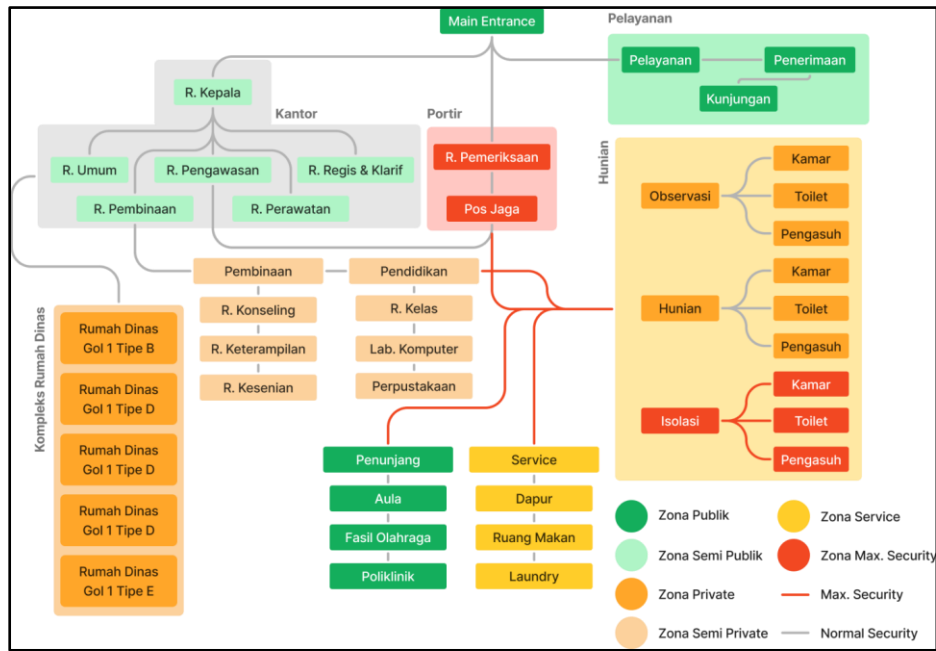 Main Entrance
Pelayanan
Pelayanan
Penerimaan
Kunjungan
R. Kepala
Kantor
R. Umum
R. Pengawasan
R. Regis & Klarif
R. Pembinaan
R. Perawatan
Portir
R. Pemeriksaan
Pos Jaga
Hunian
Observasi
Kamar
Toilet
Pengasuh
Hunian
Kamar
Toilet
Pengasuh
Isolasi
Kamar
Toilet
Pengasuh
Pembinaan
R. Konseling
R. Keterampilan
R. Kesenian
Pendidikan
R. Kelas
Lab. Komputer
Perpustakaan
Kompleks Rumah Dinas
Rumah Dinas
Gol 1 Tipe B
Rumah Dinas
Gol 1 Tipe D
Rumah Dinas
Gol 1 Tipe D
Rumah Dinas
Gol 1 Tipe D
Rumah Dinas
Gol 1 Tipe E
Penunjang
Aula
Fasil Olahraga
Poliklinik
Service
Dapur
Ruang Makan
Laundry
Zona Publik
Zona Semi Publik
Zona Private
Zona Semi Private
Zona Service
Zona Max. Security
Max. Security
Normal Security